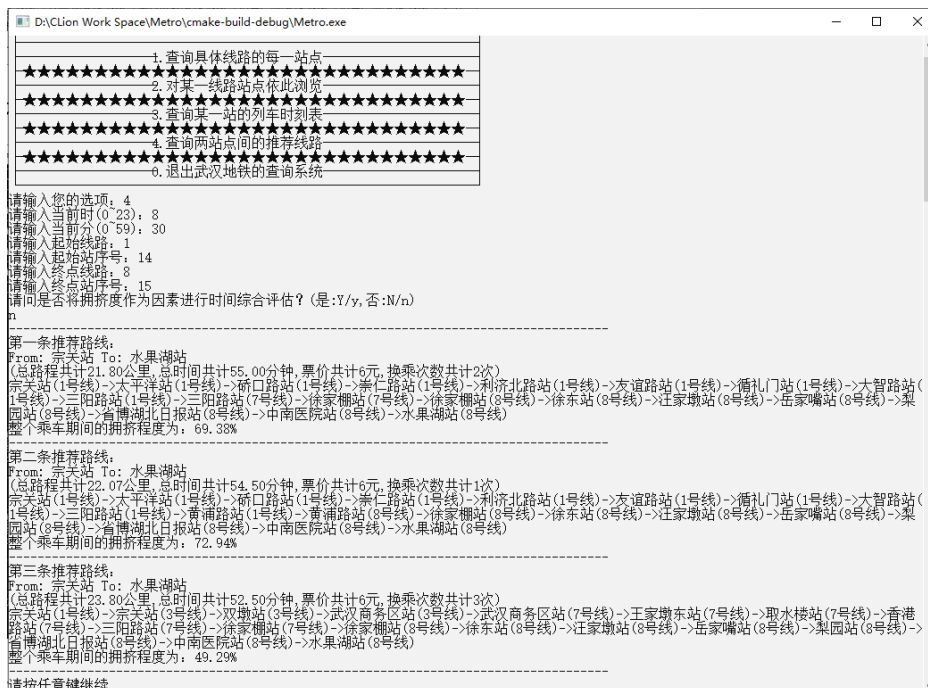 D:\CLion Work Space\Metro\cmake-build-debug\Metro.exe
1.查询具体线路的每一站点
★★★★★★★★★★★★★★★★★★★★★★★★★★★★★★★
2.对某一线路站点依此浏览
★★★★★★★★★★★★★★★★★★★★★★★★★★★★★★★
3.查询某一站的列车时刻表
★★★★★★★★★★★★★★★★★★★★★★★★★★★★★★★
4.查询两站点间的推荐线路
★★★★★★★★★★★★★★★★★★★★★★★★★★★★★★★
0.退出武汉地铁的查询系统
请输入您的选项：4
请输入当前时(0~23)：8
请输入当前分(0~59)：30
请输入起始线路：1
请输入起始站序号：14
请输入终点线路：8
请输入终点站序号：15
请问是否将拥挤度作为因素进行时间综合评估？(是:Y/y,否:N/n)
n
-------------------------------------------------------------------------------------
第一条推荐路线：
From: 宗关站 To: 水果湖站
(总路程共计21.80公里,总时间共计55.00分钟,票价共计6元,换乘次数共计2次)
宗关站(1号线)->太平洋站(1号线)->硚口路站(1号线)->崇仁路站(1号线)->利济北路站(1号线)->友谊路站(1号线)->循礼门站(1号线)->大智路站(
1号线)->三阳路站(1号线)->三阳路站(7号线)->徐家棚站(7号线)->徐家棚站(8号线)->徐东站(8号线)->汪家墩站(8号线)->岳家嘴站(8号线)->梨
园站(8号线)->省博湖北日报站(8号线)->中南医院站(8号线)->水果湖站(8号线)
整个乘车期间的拥挤程度为：69.38%
-------------------------------------------------------------------------------------
第二条推荐路线：
From: 宗关站 To: 水果湖站
(总路程共计22.07公里,总时间共计54.50分钟,票价共计6元,换乘次数共计1次)
宗关站(1号线)->太平洋站(1号线)->硚口路站(1号线)->崇仁路站(1号线)->利济北路站(1号线)->友谊路站(1号线)->循礼门站(1号线)->大智路站(
1号线)->三阳路站(1号线)->黄浦路站(1号线)->黄浦路站(8号线)->徐家棚站(8号线)->徐东站(8号线)->汪家墩站(8号线)->岳家嘴站(8号线)->梨
园站(8号线)->省博湖北日报站(8号线)->中南医院站(8号线)->水果湖站(8号线)
整个乘车期间的拥挤程度为：72.94%
-------------------------------------------------------------------------------------
第三条推荐路线：
From: 宗关站 To: 水果湖站
(总路程共计23.80公里,总时间共计52.50分钟,票价共计6元,换乘次数共计3次)
宗关站(1号线)->宗关站(3号线)->双墩站(3号线)->武汉商务区站(3号线)->武汉商务区站(7号线)->王家墩东站(7号线)->取水楼站(7号线)->香港
路站(7号线)->三阳路站(7号线)->徐家棚站(7号线)->徐家棚站(8号线)->徐东站(8号线)->汪家墩站(8号线)->岳家嘴站(8号线)->梨园站(8号线)->
省博湖北日报站(8号线)->中南医院站(8号线)->水果湖站(8号线)
整个乘车期间的拥挤程度为：49.29%
-------------------------------------------------------------------------------------
请按任意键继续